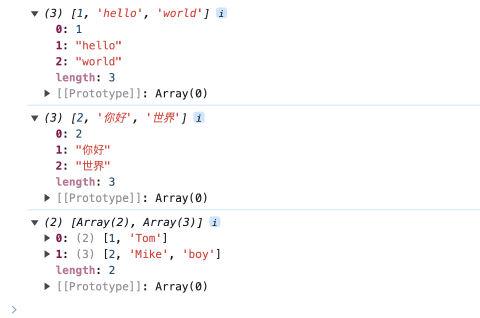 ▼ (3) [1, 'hello', 'world'] i
0: 1
1: "hello"
2: "world"
length: 3
▶ [[Prototype]]: Array(0)
▼ (3) [2, '你好', '世界'] i
0: 2
1: "你好"
2: "世界"
length: 3
▶ [[Prototype]]: Array(0)
▼ (2) [Array(2), Array(3)] i
▶ 0: (2) [1, 'Tom']
▶ 1: (3) [2, 'Mike', 'boy']
length: 2
▶ [[Prototype]]: Array(0)
>